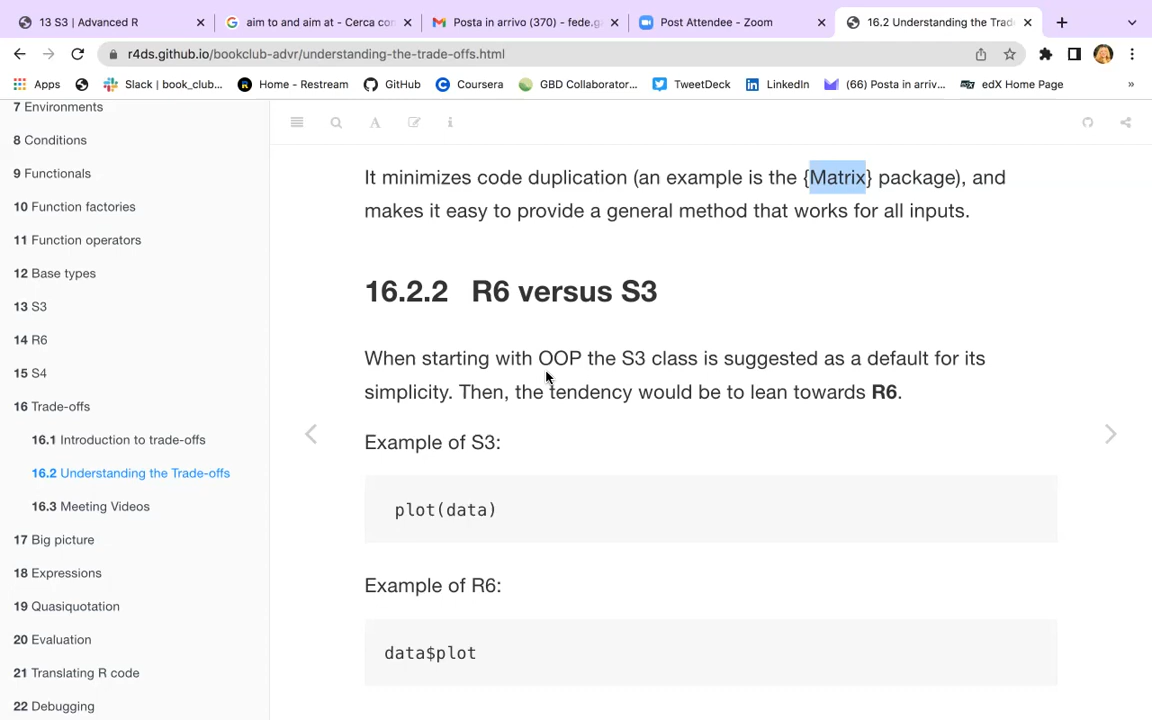 13 S3 | Advanced R
aim to and aim at - Cerca con
Posta in arrivo (370) - fede.g
Post Attendee - Zoom
16.2 Understanding the Trad
r4ds.github.io/bookclub-advr/understanding-the-trade-offs.html
Apps
Slack | book_club...
Home - Restream
GitHub
Coursera
GBD Collaborator...
TweetDeck
LinkedIn
(66) Posta in arriv...
edX Home Page
»
7 Environments
8 Conditions
9 Functionals
10 Function factories
11 Function operators
12 Base types
13 S3
14 R6
15 S4
16 Trade-offs
16.1 Introduction to trade-offs
16.2 Understanding the Trade-offs
16.3 Meeting Videos
17 Big picture
18 Expressions
19 Quasiquotation
20 Evaluation
21 Translating R code
22 Debugging
It minimizes code duplication (an example is the {Matrix} package), and
makes it easy to provide a general method that works for all inputs.
16.2.2 R6 versus S3
When starting with OOP the S3 class is suggested as a default for its
simplicity. Then, the tendency would be to lean towards R6.
Example of S3:
plot(data)
Example of R6:
data$plot